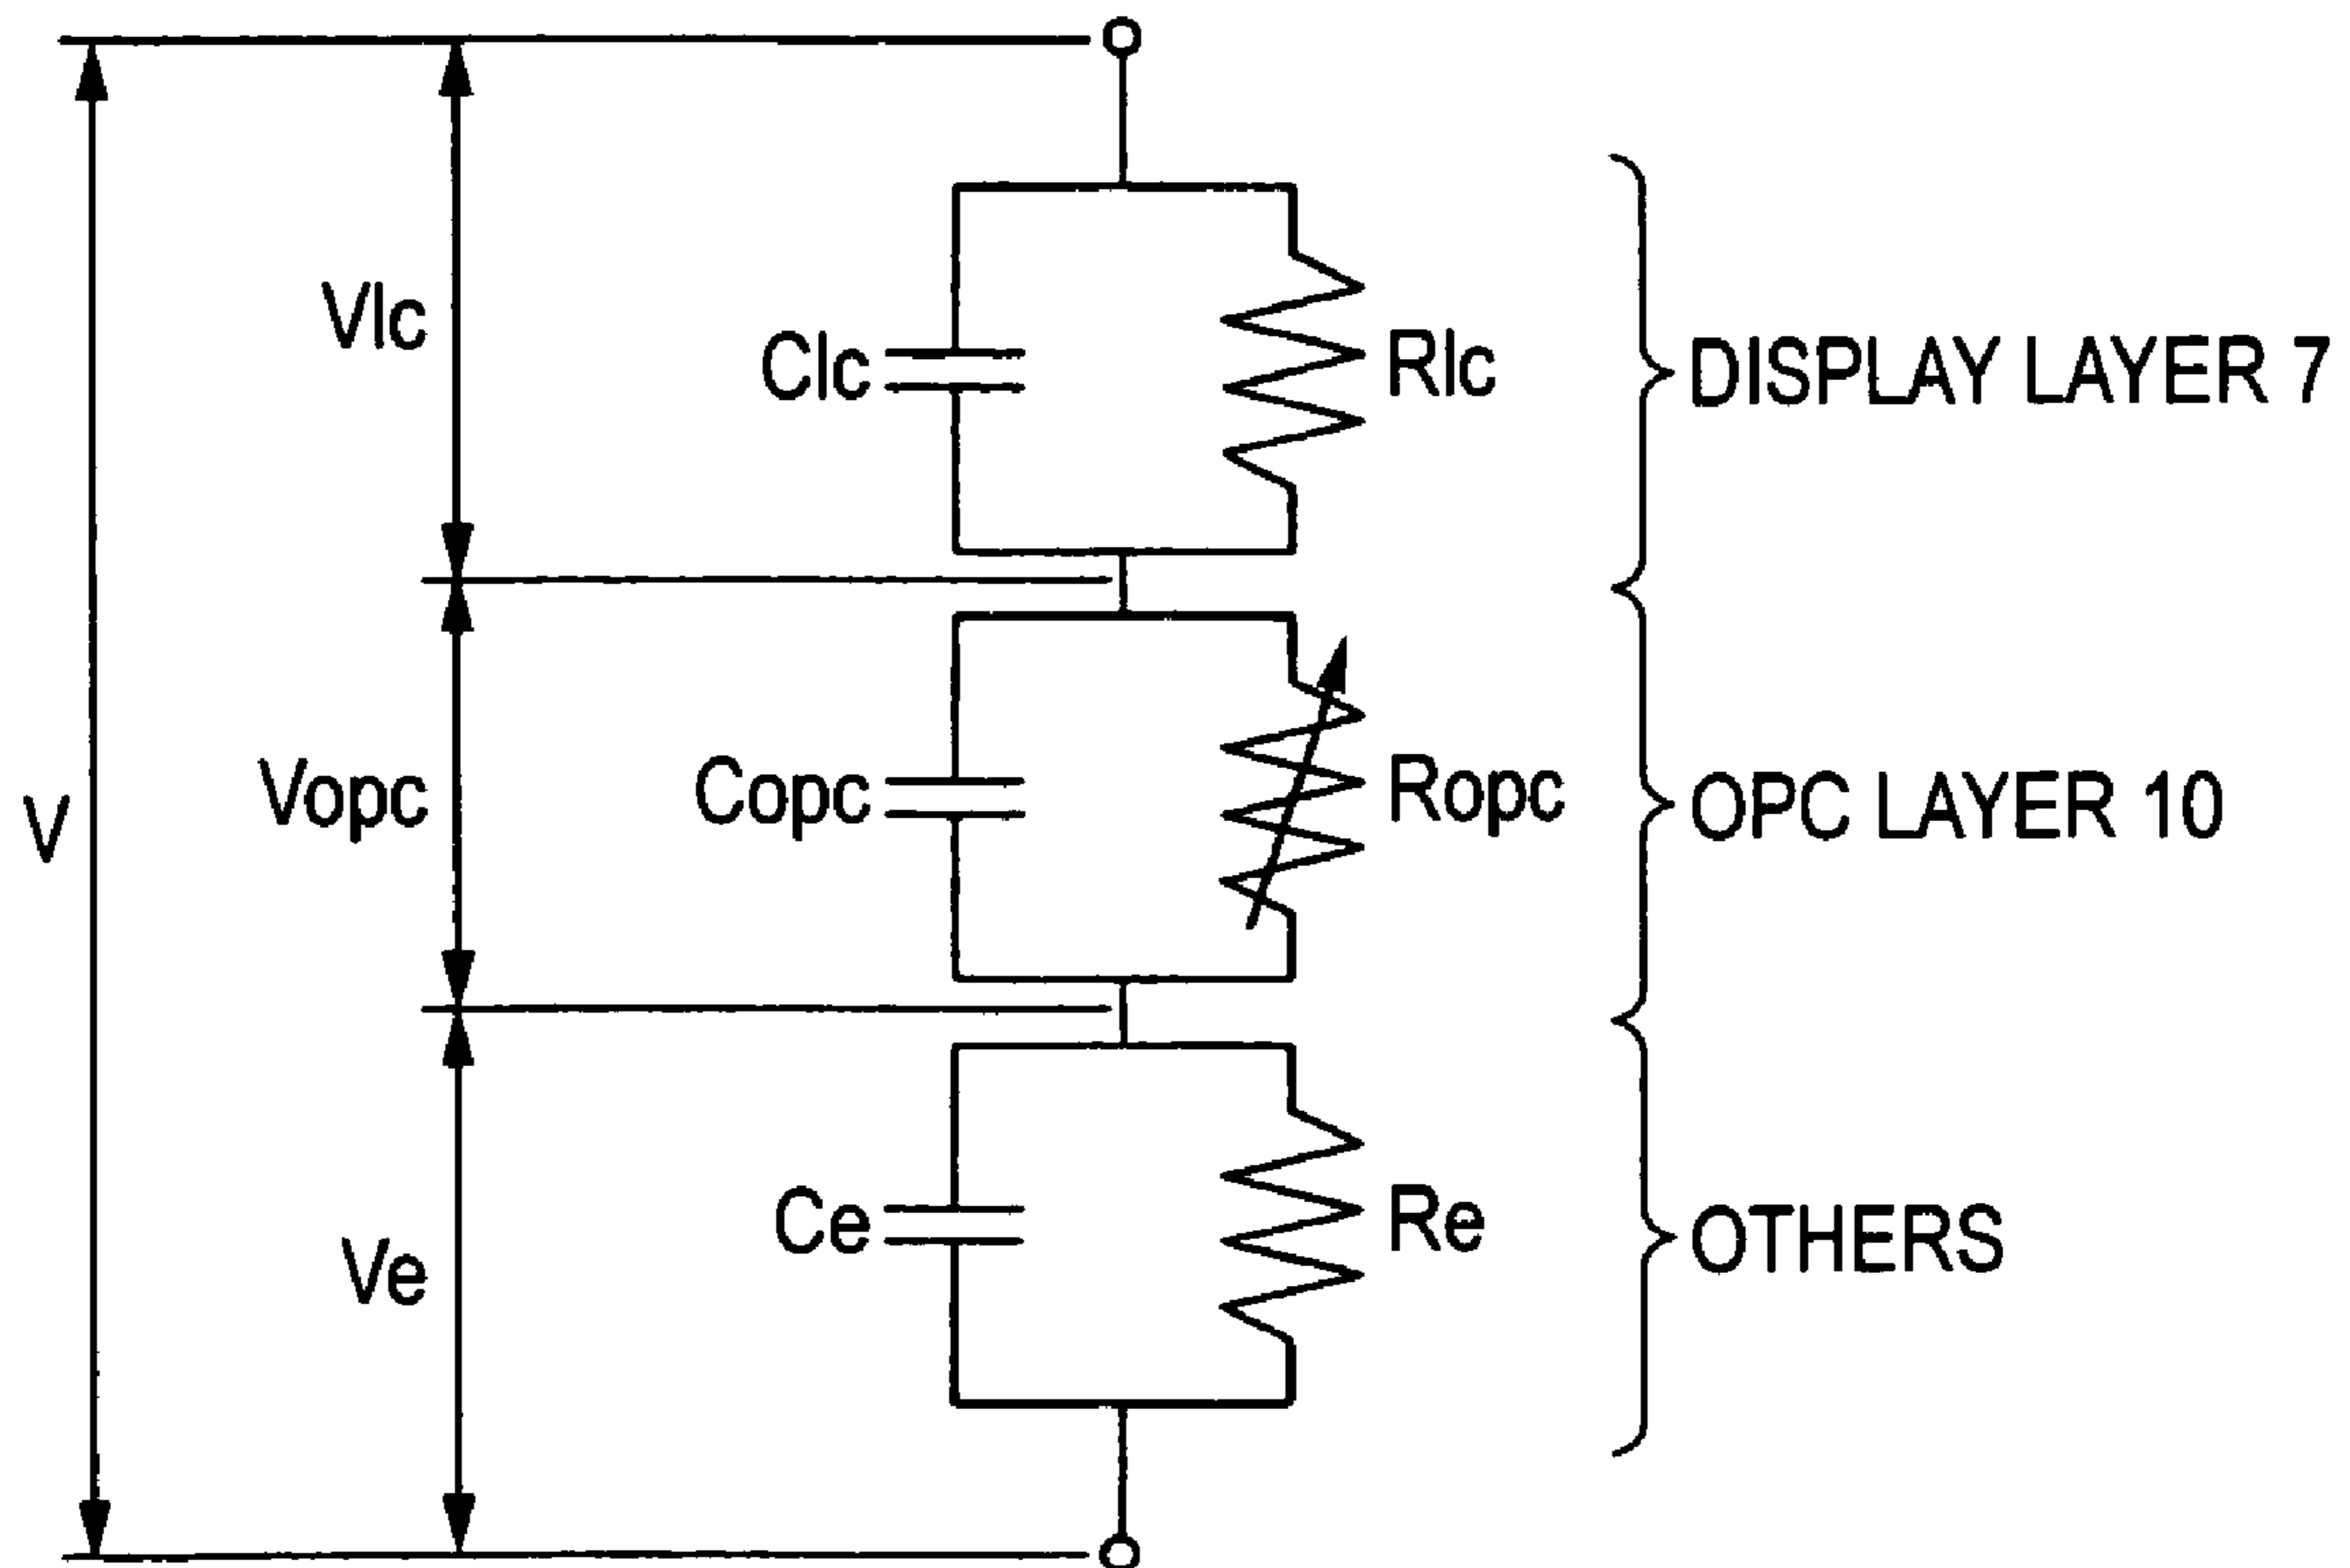 Vlc
Clc
Rlc
DISPLAY LAYER 7
V
Vopc
Copc
Ropc
OPC LAYER 10
Ve
Ce
Re
OTHERS